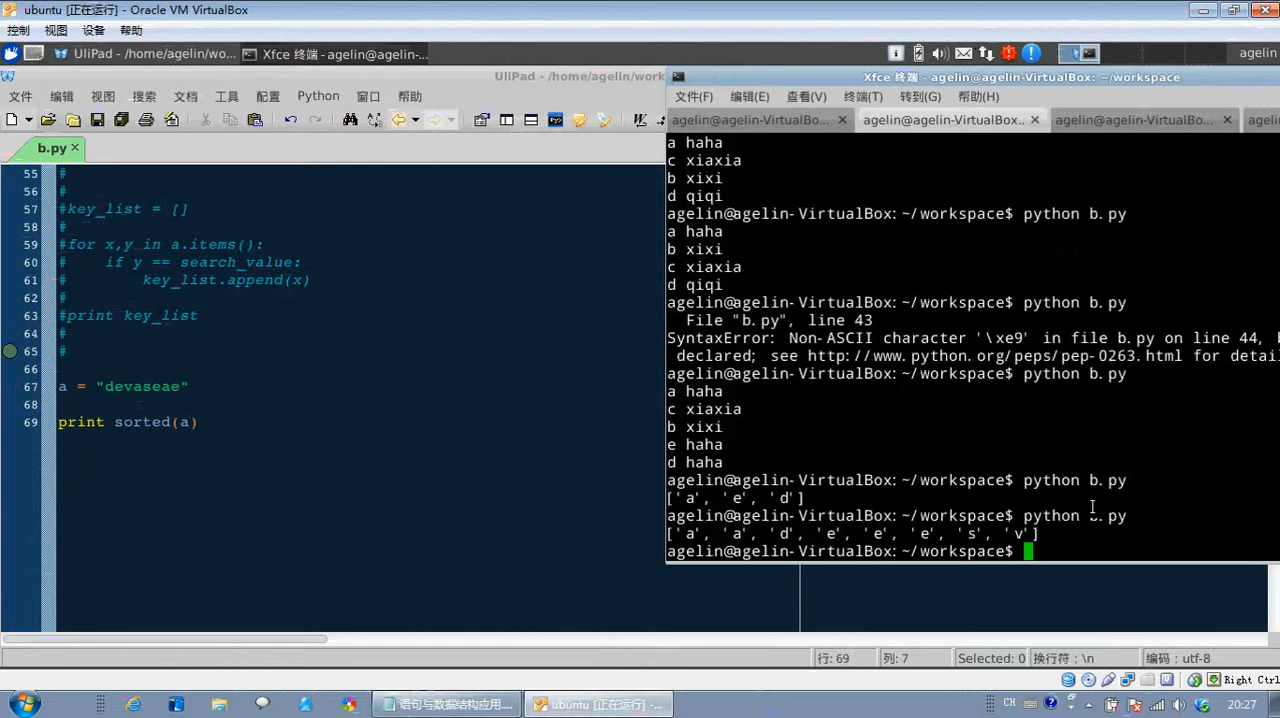 ubuntu [正在运行] - Oracle VM VirtualBox
控制 视图 设备 帮助
UliPad - /home/agelin/wo... Xfce 终端 - agelin@agelin-... agelin
UliPad - /home/agelin/work
Xfce 终端 - agelin@agelin-VirtualBox: ~/workspace
文件 编辑 视图 搜索 文档 工具 配置 Python 窗口 帮助
文件(F) 编辑(E) 查看(V) 终端(T) 转到(G) 帮助(H)
agelin@agelin-VirtualBo... agelin@agelin-VirtualBox... agelin@agelin-VirtualBo... agelin
b.py
55 #
56 #
57 #key_list = []
58 #
59 #for x,y in a.items():
60 #    if y == search_value:
61 #        key_list.append(x)
62 #
63 #print key_list
64 #
65 #
66
67 a = "devaseae"
68
69 print sorted(a)
a haha
c xiaxia
b xixi
d qiqi
agelin@agelin-VirtualBox:~/workspace$ python b.py
a haha
b xixi
c xiaxia
d qiqi
agelin@agelin-VirtualBox:~/workspace$ python b.py
  File "b.py", line 43
SyntaxError: Non-ASCII character '\xe9' in file b.py on line 44,
declared; see http://www.python.org/peps/pep-0263.html for detai
agelin@agelin-VirtualBox:~/workspace$ python b.py
a haha
c xiaxia
b xixi
e haha
d haha
agelin@agelin-VirtualBox:~/workspace$ python b.py
['a', 'e', 'd']
agelin@agelin-VirtualBox:~/workspace$ python b.py
['a', 'a', 'd', 'e', 'e', 'e', 's', 'v']
agelin@agelin-VirtualBox:~/workspace$
行: 69 列: 7 Selected: 0 换行符: \n 编码: utf-8
Right Ctrl
语句与数据结构应用.... ubuntu [正在运行] -... CH 20:27